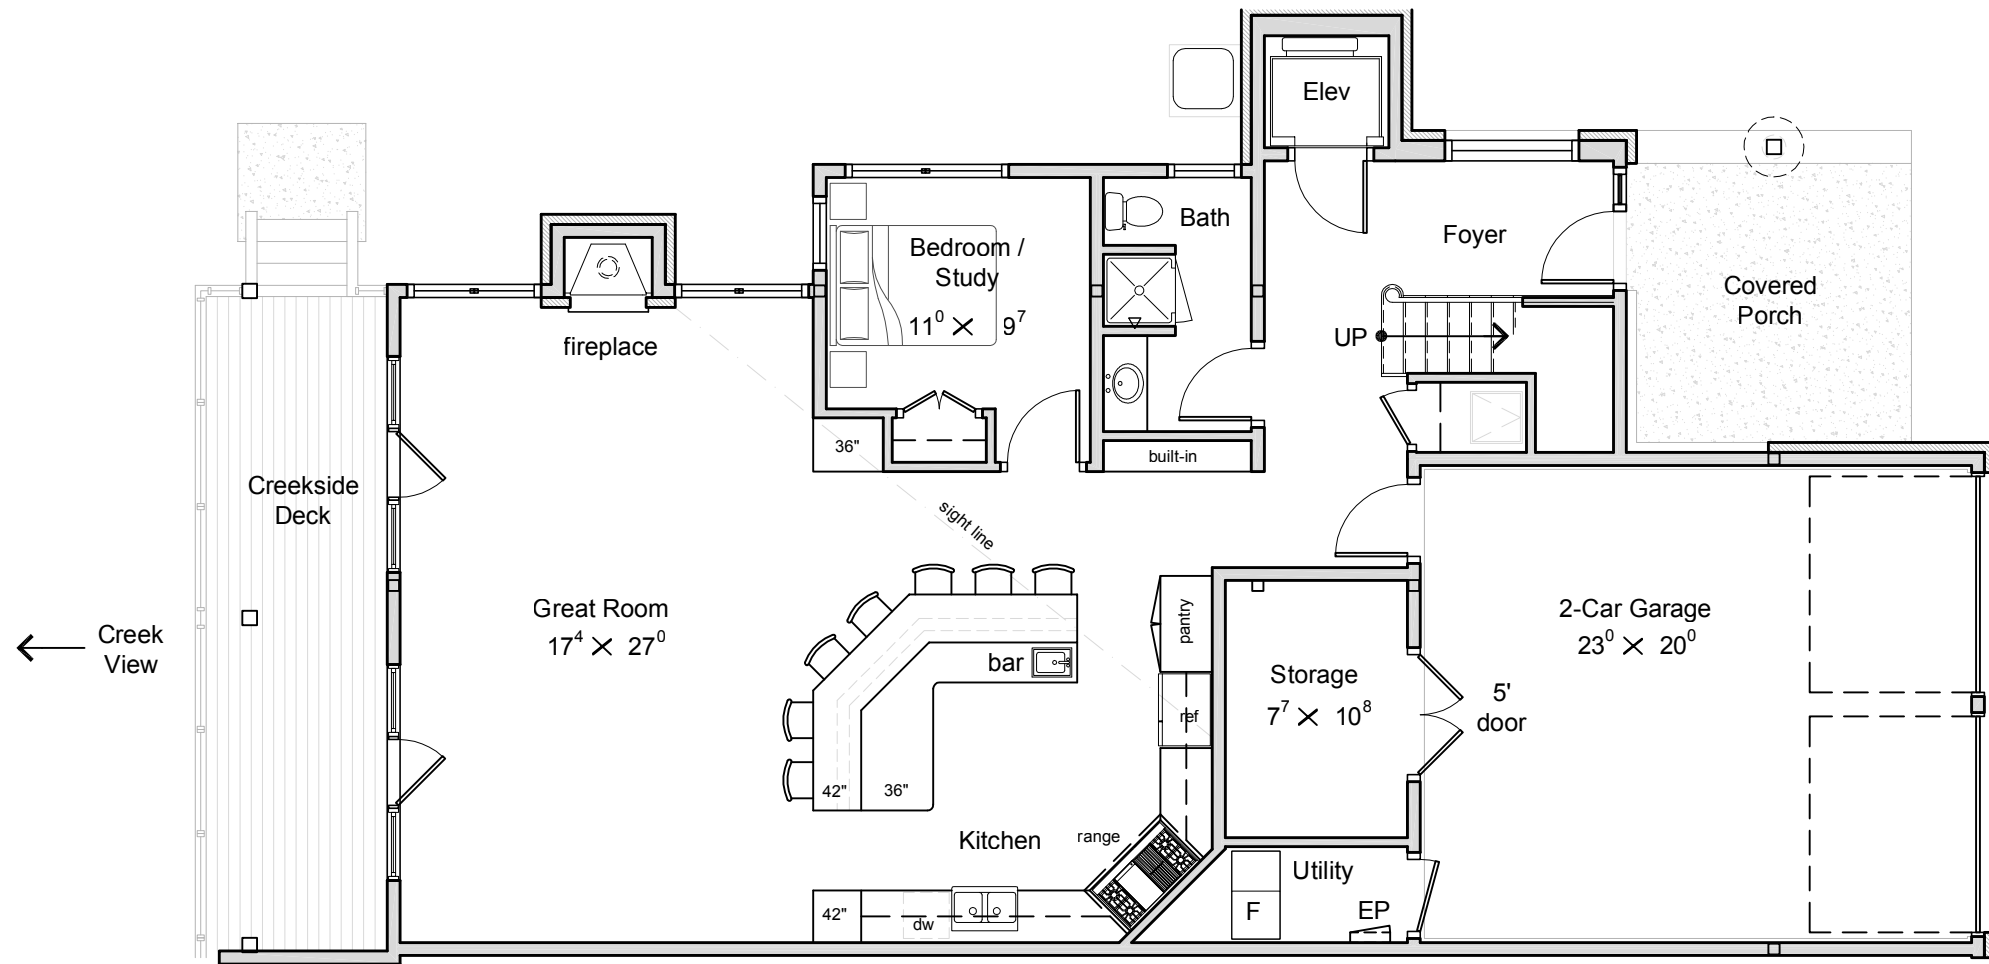 Elev
Bath
Foyer
Bedroom /
Study
11⁰ × 9⁷
Covered
Porch
UP
fireplace
36"
built-in
Creekside
Deck
sight line
Great Room
17⁴ × 27⁰
Creek
View
pantry
bar
2-Car Garage
23⁰ × 20⁰
Storage
7⁷ × 10⁸
5'
door
ref
42"
36"
Kitchen
range
Utility
42"
dw
F
EP